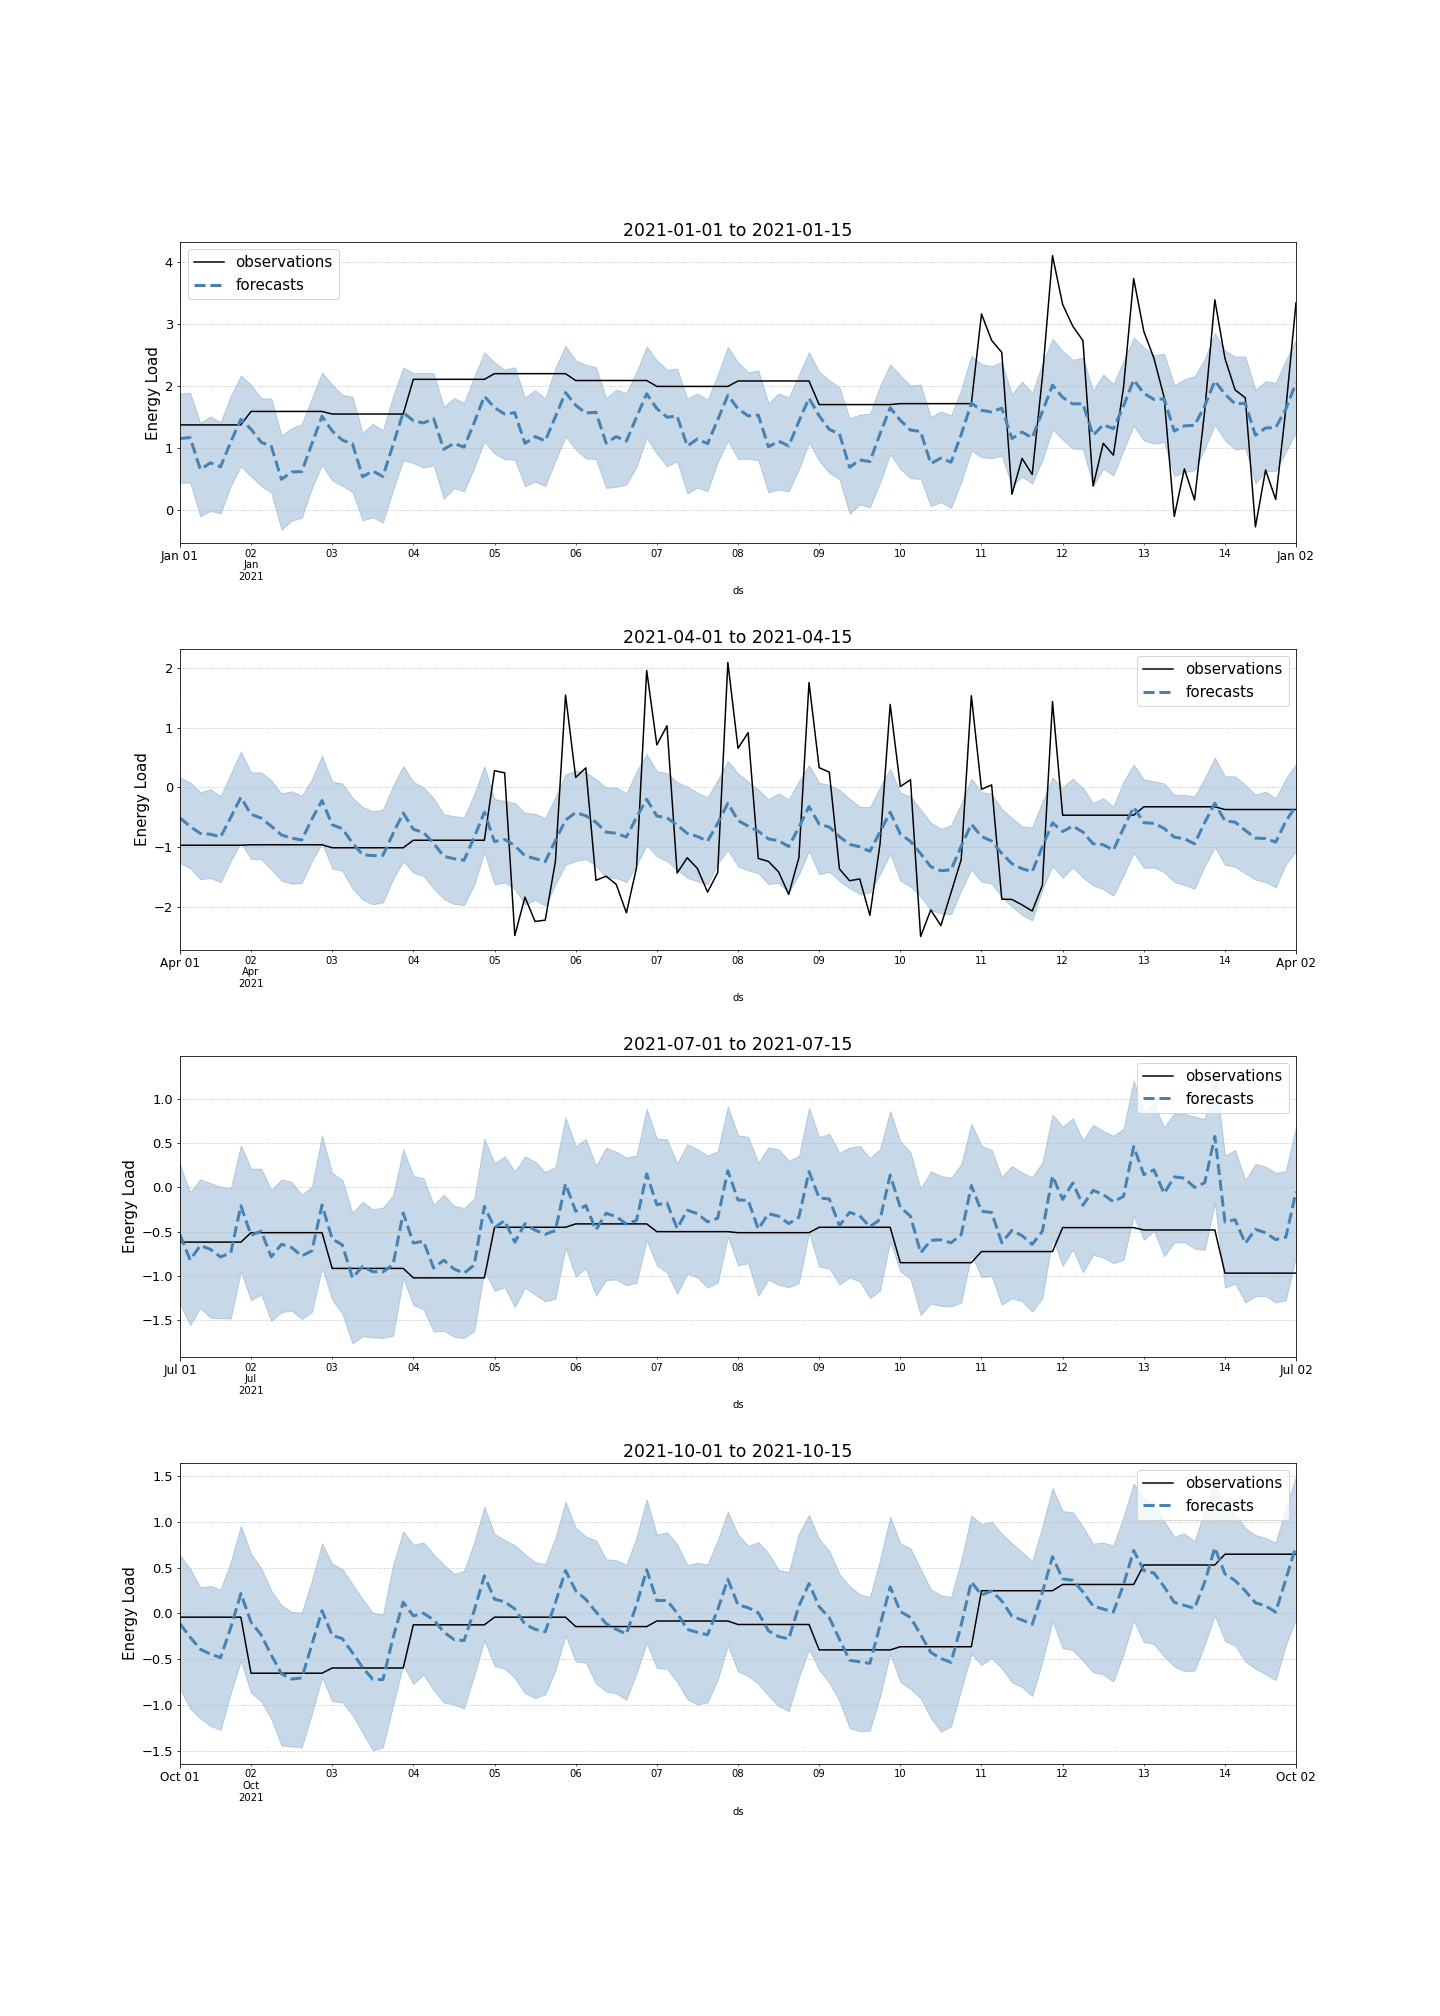 2021-01-01 to 2021-01-15
observations
forecasts
Energy Load
4
3
2
1
0
Jan 01 02 03 04 05 06 07 08 09 10 11 12 13 14 Jan 02
Jan
2021
ds
2021-04-01 to 2021-04-15
observations
forecasts
Energy Load
2
1
0
−1
−2
Apr 01 02 03 04 05 06 07 08 09 10 11 12 13 14 Apr 02
Apr
2021
ds
2021-07-01 to 2021-07-15
observations
forecasts
Energy Load
1.0
0.5
0.0
−0.5
−1.0
−1.5
Jul 01 02 03 04 05 06 07 08 09 10 11 12 13 14 Jul 02
Jul
2021
ds
2021-10-01 to 2021-10-15
observations
forecasts
Energy Load
1.5
1.0
0.5
0.0
−0.5
−1.0
−1.5
Oct 01 02 03 04 05 06 07 08 09 10 11 12 13 14 Oct 02
Oct
2021
ds